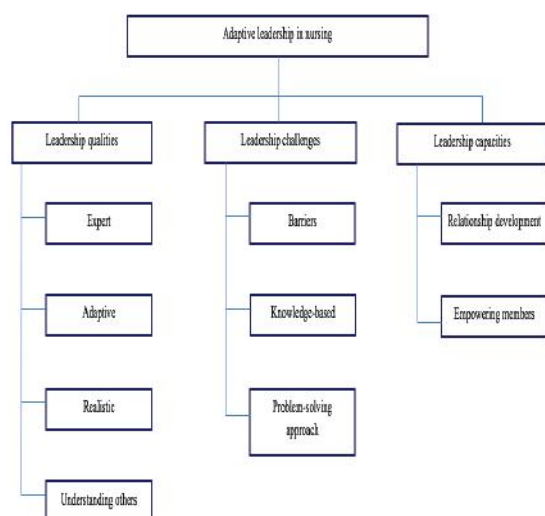 Adaptive leadership in nursing
Leadership qualities
Leadership challenges
Leadership capacities
Expert
Barriers
Relationship development
Adaptive
Knowledge-based
Empowering members
Realistic
Problem-solving
approach
Understanding others